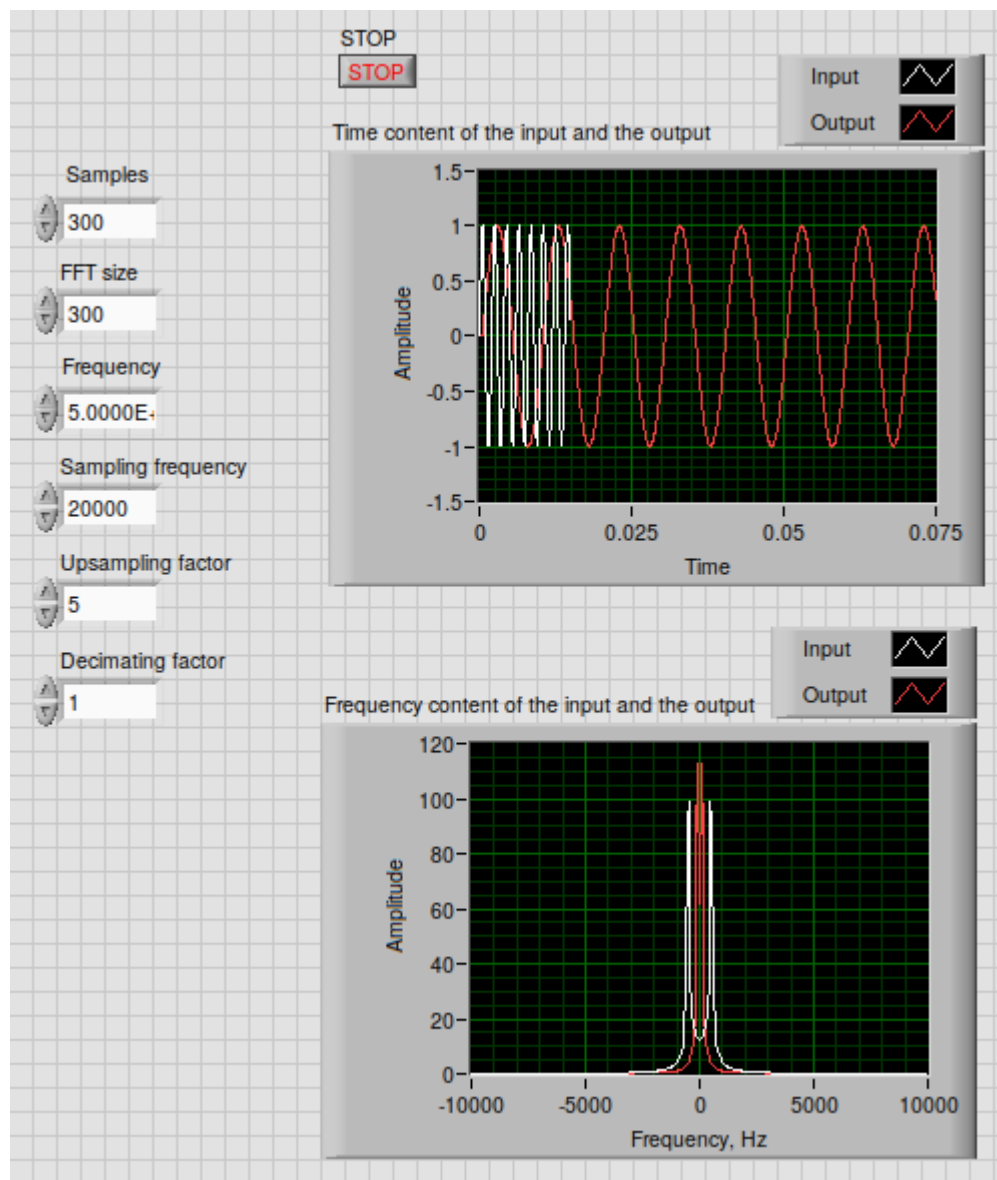 STOP
STOP
Input
Output
Time content of the input and the output
Samples
300
FFT size
300
Frequency
5.0000E+
Sampling frequency
20000
Upsampling factor
5
Decimating factor
1
1.5
1
0.5
0
-0.5
-1
-1.5
Amplitude
0
0.025
0.05
0.075
Time
Input
Output
Frequency content of the input and the output
120
100
80
60
40
20
0
Amplitude
-10000
-5000
0
5000
10000
Frequency, Hz